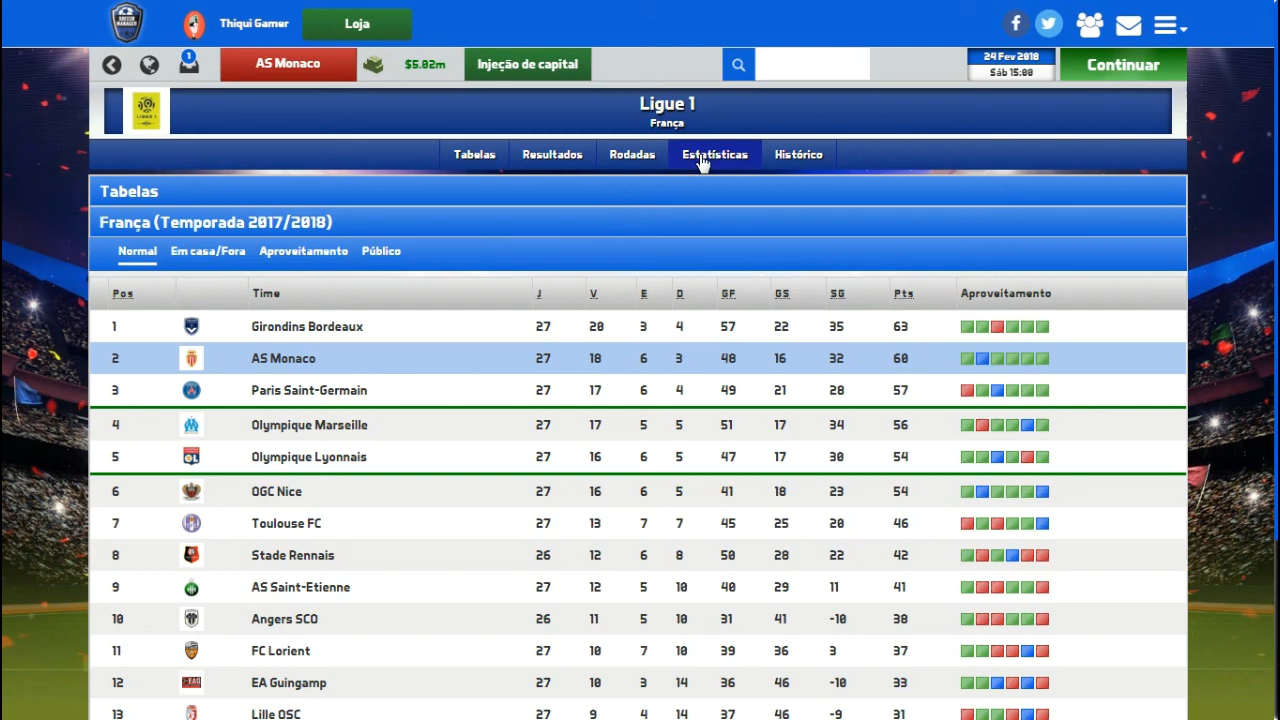 Thiqui Gamer Loja
1 AS Monaco $5.02m Injeção de capital 24 Fev 2018 Sáb 15:00 Continuar
Ligue 1
França
Tabelas Resultados Rodadas Estatísticas Histórico
Tabelas
França (Temporada 2017/2018)
Normal Em casa/Fora Aproveitamento Público
Pos Time J V E D GF GS SG Pts Aproveitamento
1 Girondins Bordeaux 27 20 3 4 57 22 35 63
2 AS Monaco 27 18 6 3 48 16 32 60
3 Paris Saint-Germain 27 17 6 4 49 21 28 57
4 Olympique Marseille 27 17 5 5 51 17 34 56
5 Olympique Lyonnais 27 16 6 5 47 17 30 54
6 OGC Nice 27 16 6 5 41 18 23 54
7 Toulouse FC 27 13 7 7 45 25 20 46
8 Stade Rennais 26 12 6 8 50 28 22 42
9 AS Saint-Etienne 27 12 5 10 40 29 11 41
10 Angers SCO 26 11 5 10 31 41 -10 38
11 FC Lorient 27 10 7 10 39 36 3 37
12 EA Guingamp 27 10 3 14 36 46 -10 33
13 Lille OSC 27 9 4 14 37 46 -9 31